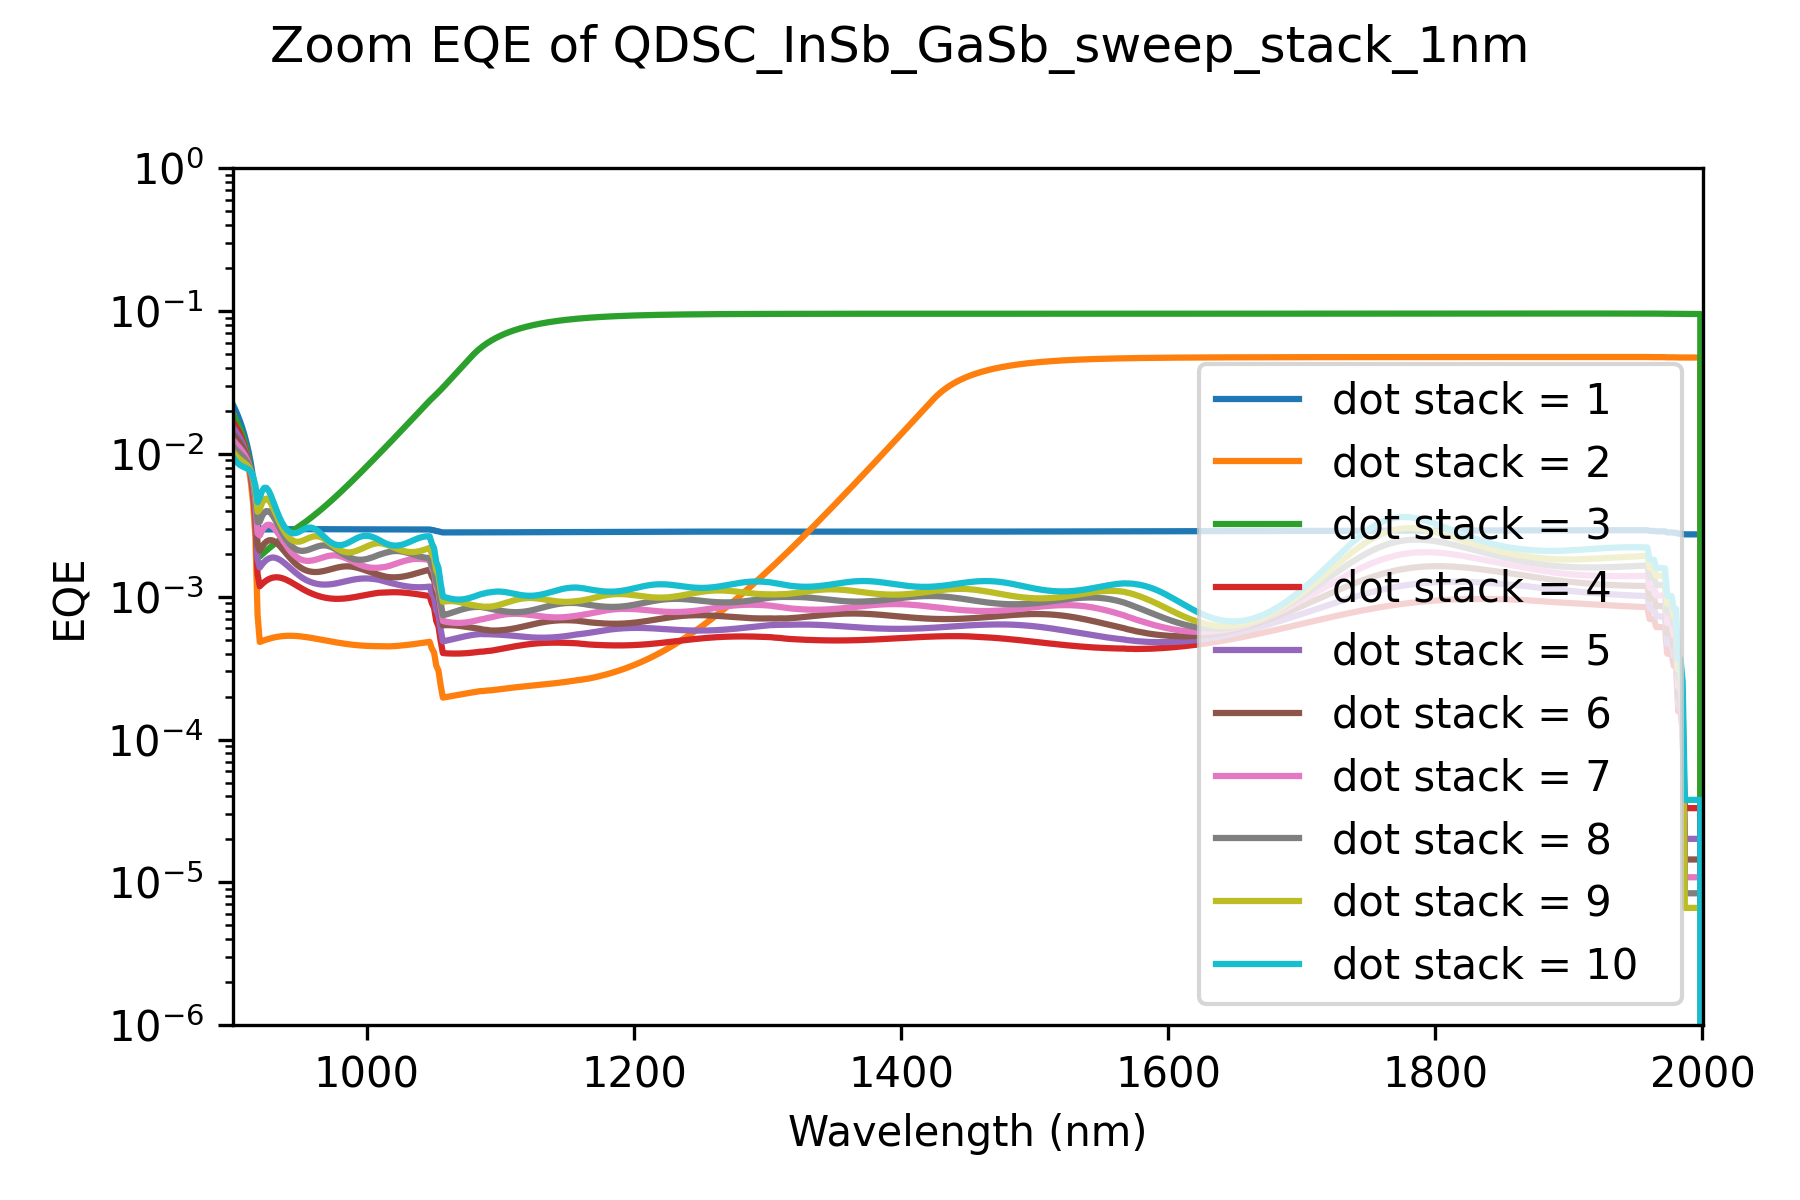 Zoom EQE of QDSC_InSb_GaSb_sweep_stack_1nm
10⁰
10⁻¹
10⁻²
10⁻³
10⁻⁴
10⁻⁵
10⁻⁶
EQE
dot stack = 1
dot stack = 2
dot stack = 3
dot stack = 4
dot stack = 5
dot stack = 6
dot stack = 7
dot stack = 8
dot stack = 9
dot stack = 10
1000 1200 1400 1600 1800 2000
Wavelength (nm)